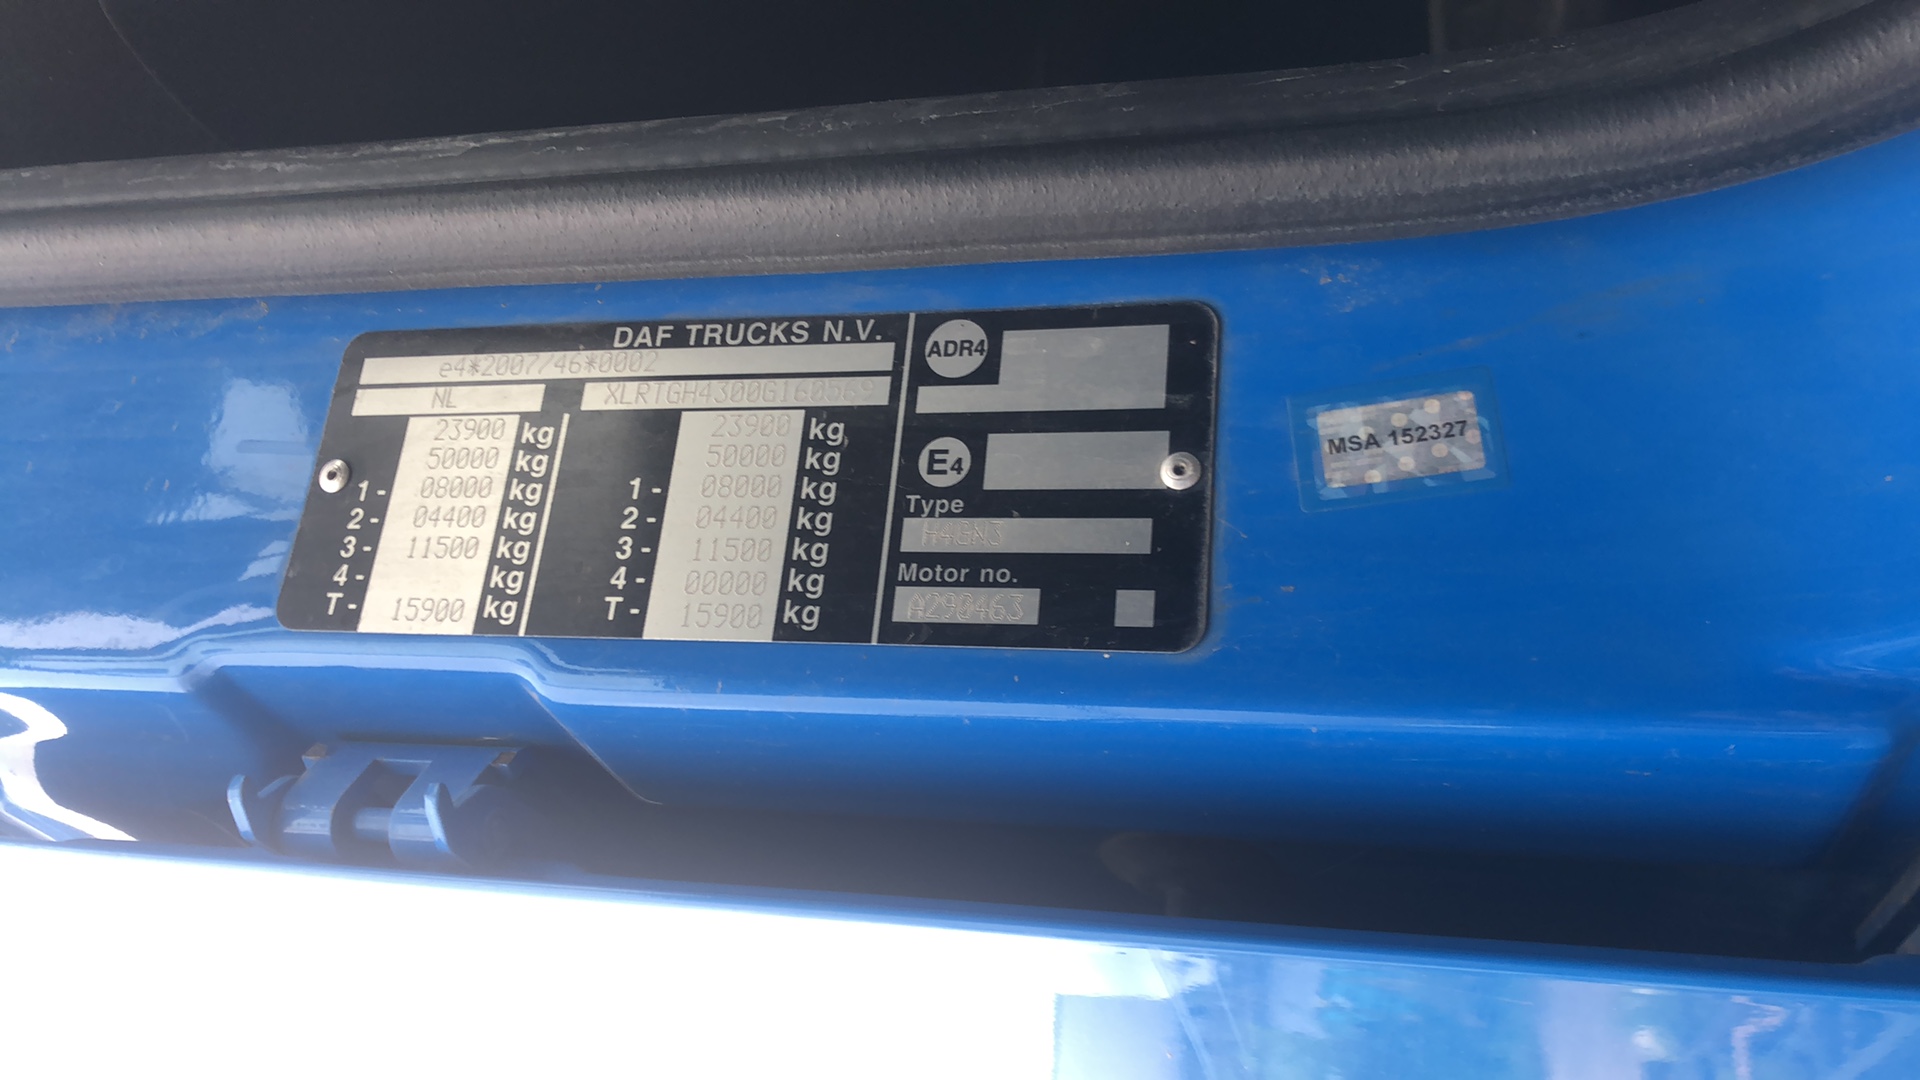 DAF TRUCKS N.V.
e4*2007/46*0002
NL XLRTGH4300G160569
23900 kg 23900 kg
50000 kg 50000 kg
1- 08000 kg 1- 08000 kg
2- 04400 kg 2- 04400 kg
3- 11500 kg 3- 11500 kg
4- kg 4- 00000 kg
T- 15900 kg T- 15900 kg
ADR4
E4
Type
H4GN3
Motor no.
A290463
MSA 152327